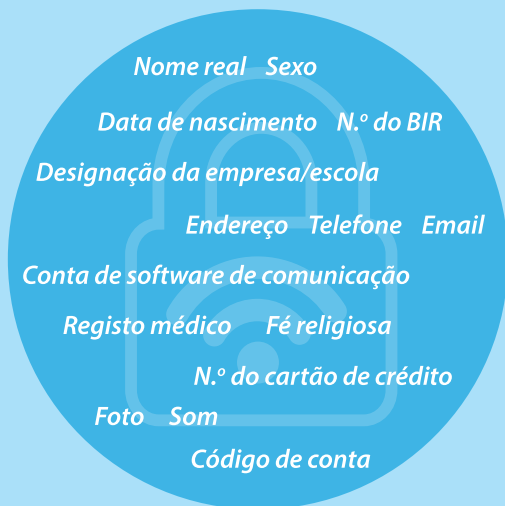 Nome real Sexo
Data de nascimento N.º do BIR
Designação da empresa/escola
Endereço Telefone Email
Conta de software de comunicação
Registo médico Fé religiosa
N.º do cartão de crédito
Foto Som
Código de conta